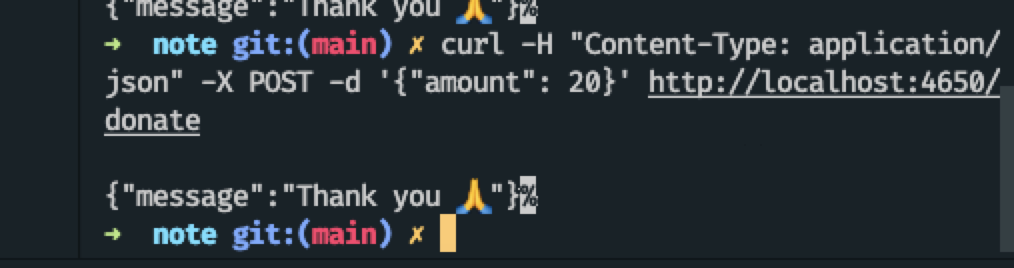 {"message":"Thank you 🙏"}%
➜  note git:(main) ✗ curl -H "Content-Type: application/
json" -X POST -d '{"amount": 20}' http://localhost:4650/
donate
{"message":"Thank you 🙏"}%
➜  note git:(main) ✗